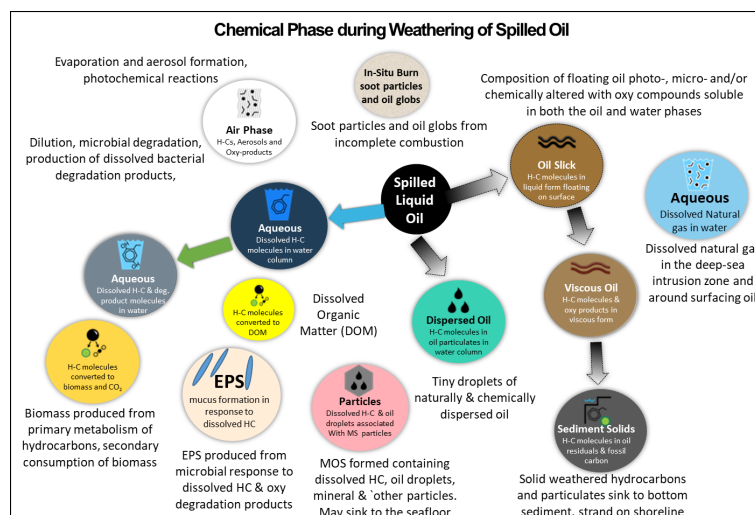 Chemical Phase during Weathering of Spilled Oil
Evaporation and aerosol formation,
photochemical reactions
In-Situ Burn
soot particles
and oil globs
Composition of floating oil photo-, micro- and/or
chemically altered with oxy compounds soluble
in both the oil and water phases
Air Phase
H-Cs, Aerosols and
Oxy-products
Soot particles and oil globs from
incomplete combustion
Dilution, microbial degradation,
production of dissolved bacterial
degradation products,
Oil Slick
H-C molecules in
liquid form floating
on surface
Spilled
Liquid
Oil
Aqueous
Dissolved Natural
gas in water
Aqueous
Dissolved H-C
molecules in water
column
Dissolved natural ga
in the deep-sea
intrusion zone and
around surfacing oil
Aqueous
Dissolved H-C & deg.
product molecules
in water
Viscous Oil
H-C molecules &
oxy products in
viscous form
H-C molecules
converted to
DOM
Dissolved
Organic
Matter (DOM)
Dispersed Oil
H-C molecules in
oil particulates in
water column
H-C molecules
converted to
biomass and CO₂
EPS
mucus formation in
response to
dissolved HC
Particles
Dissolved H-C & oil
droplets associated
With MS particles
Tiny droplets of
naturally & chemically
dispersed oil
Sediment Solids
H-C molecules in oil
residuals & fossil
carbon
Biomass produced from
primary metabolism of
hydrocarbons, secondary
consumption of biomass
EPS produced from
microbial response to
dissolved HC & oxy
degradation products
MOS formed containing
dissolved HC, oil droplets,
mineral & `other particles.
May sink to the seafloor
Solid weathered hydrocarbons
and particulates sink to bottom
sediment, strand on shoreline